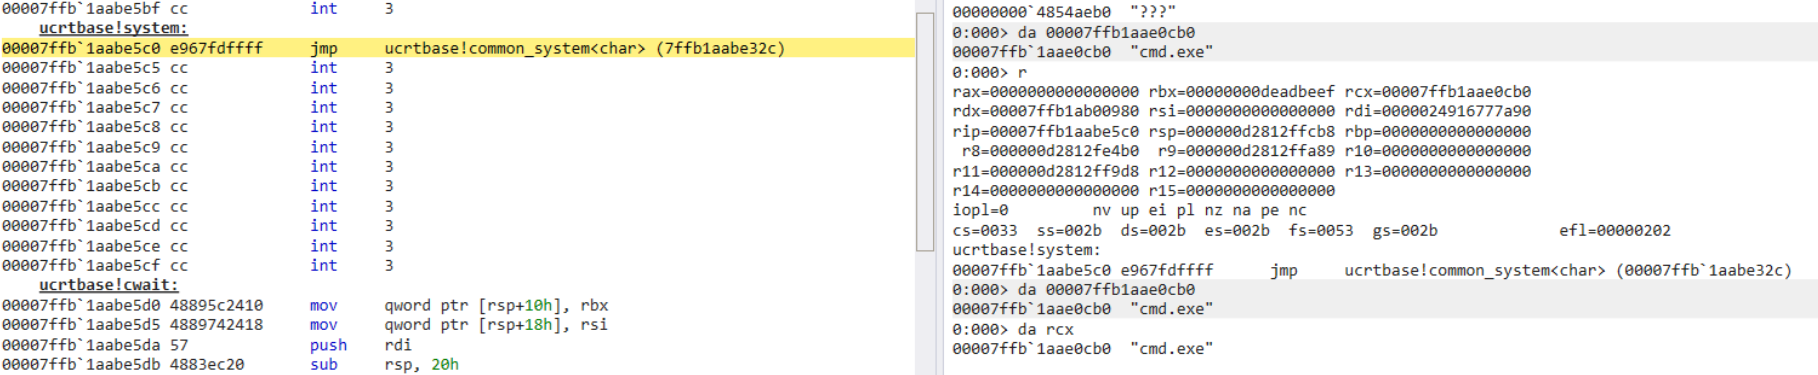 00007ffb`1aabe5bf cc int 3
ucrtbase!system:
00007ffb`1aabe5c0 e967fdffff jmp ucrtbase!common_system<char> (7ffb1aabe32c)
00007ffb`1aabe5c5 cc int 3
00007ffb`1aabe5c6 cc int 3
00007ffb`1aabe5c7 cc int 3
00007ffb`1aabe5c8 cc int 3
00007ffb`1aabe5c9 cc int 3
00007ffb`1aabe5ca cc int 3
00007ffb`1aabe5cb cc int 3
00007ffb`1aabe5cc cc int 3
00007ffb`1aabe5cd cc int 3
00007ffb`1aabe5ce cc int 3
00007ffb`1aabe5cf cc int 3
ucrtbase!cwait:
00007ffb`1aabe5d0 48895c2410 mov qword ptr [rsp+10h], rbx
00007ffb`1aabe5d5 4889742418 mov qword ptr [rsp+18h], rsi
00007ffb`1aabe5da 57 push rdi
00007ffb`1aabe5db 4883ec20 sub rsp, 20h
00000000`4854aeb0 "???"
0:000> da 00007ffb1aae0cb0
00007ffb`1aae0cb0 "cmd.exe"
0:000> r
rax=0000000000000000 rbx=00000000deadbeef rcx=00007ffb1aae0cb0
rdx=00007ffb1ab00980 rsi=0000000000000000 rdi=0000024916777a90
rip=00007ffb1aabe5c0 rsp=000000d2812ffcb8 rbp=0000000000000000
r8=000000d2812fe4b0 r9=000000d2812ffa89 r10=0000000000000000
r11=000000d2812ff9d8 r12=0000000000000000 r13=0000000000000000
r14=0000000000000000 r15=0000000000000000
iopl=0 nv up ei pl nz na pe nc
cs=0033 ss=002b ds=002b es=002b fs=0053 gs=002b efl=00000202
ucrtbase!system:
00007ffb`1aabe5c0 e967fdffff jmp ucrtbase!common_system<char> (00007ffb`1aabe32c)
0:000> da 00007ffb1aae0cb0
00007ffb`1aae0cb0 "cmd.exe"
0:000> da rcx
00007ffb`1aae0cb0 "cmd.exe"